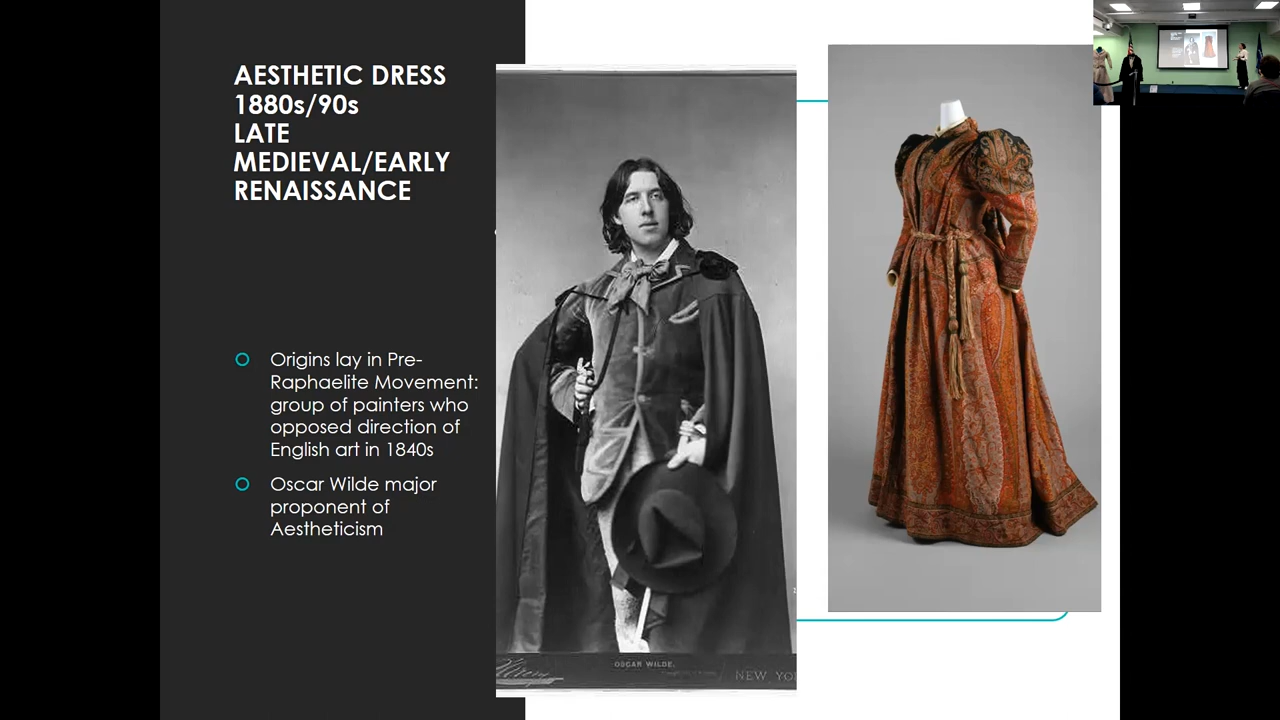 AESTHETIC DRESS
1880s/90s
LATE
MEDIEVAL/EARLY
RENAISSANCE
Origins lay in Pre-
Raphaelite Movement:
group of painters who
opposed direction of
English art in 1840s
Oscar Wilde major
proponent of
Aestheticism
OSCAR WILDE.
NEW YO